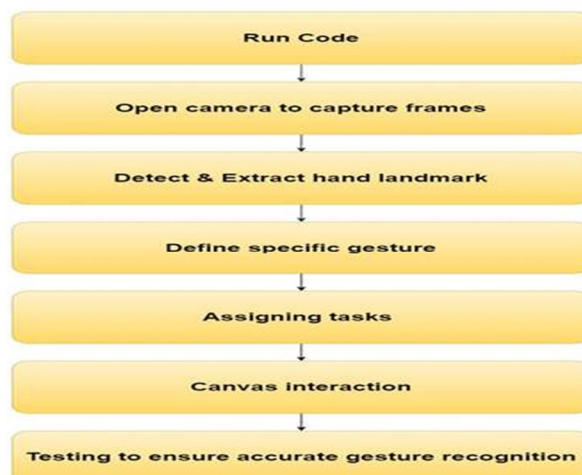 Run Code
Open camera to capture frames
Detect & Extract hand landmark
Define specific gesture
Assigning tasks
Canvas interaction
Testing to ensure accurate gesture recognition